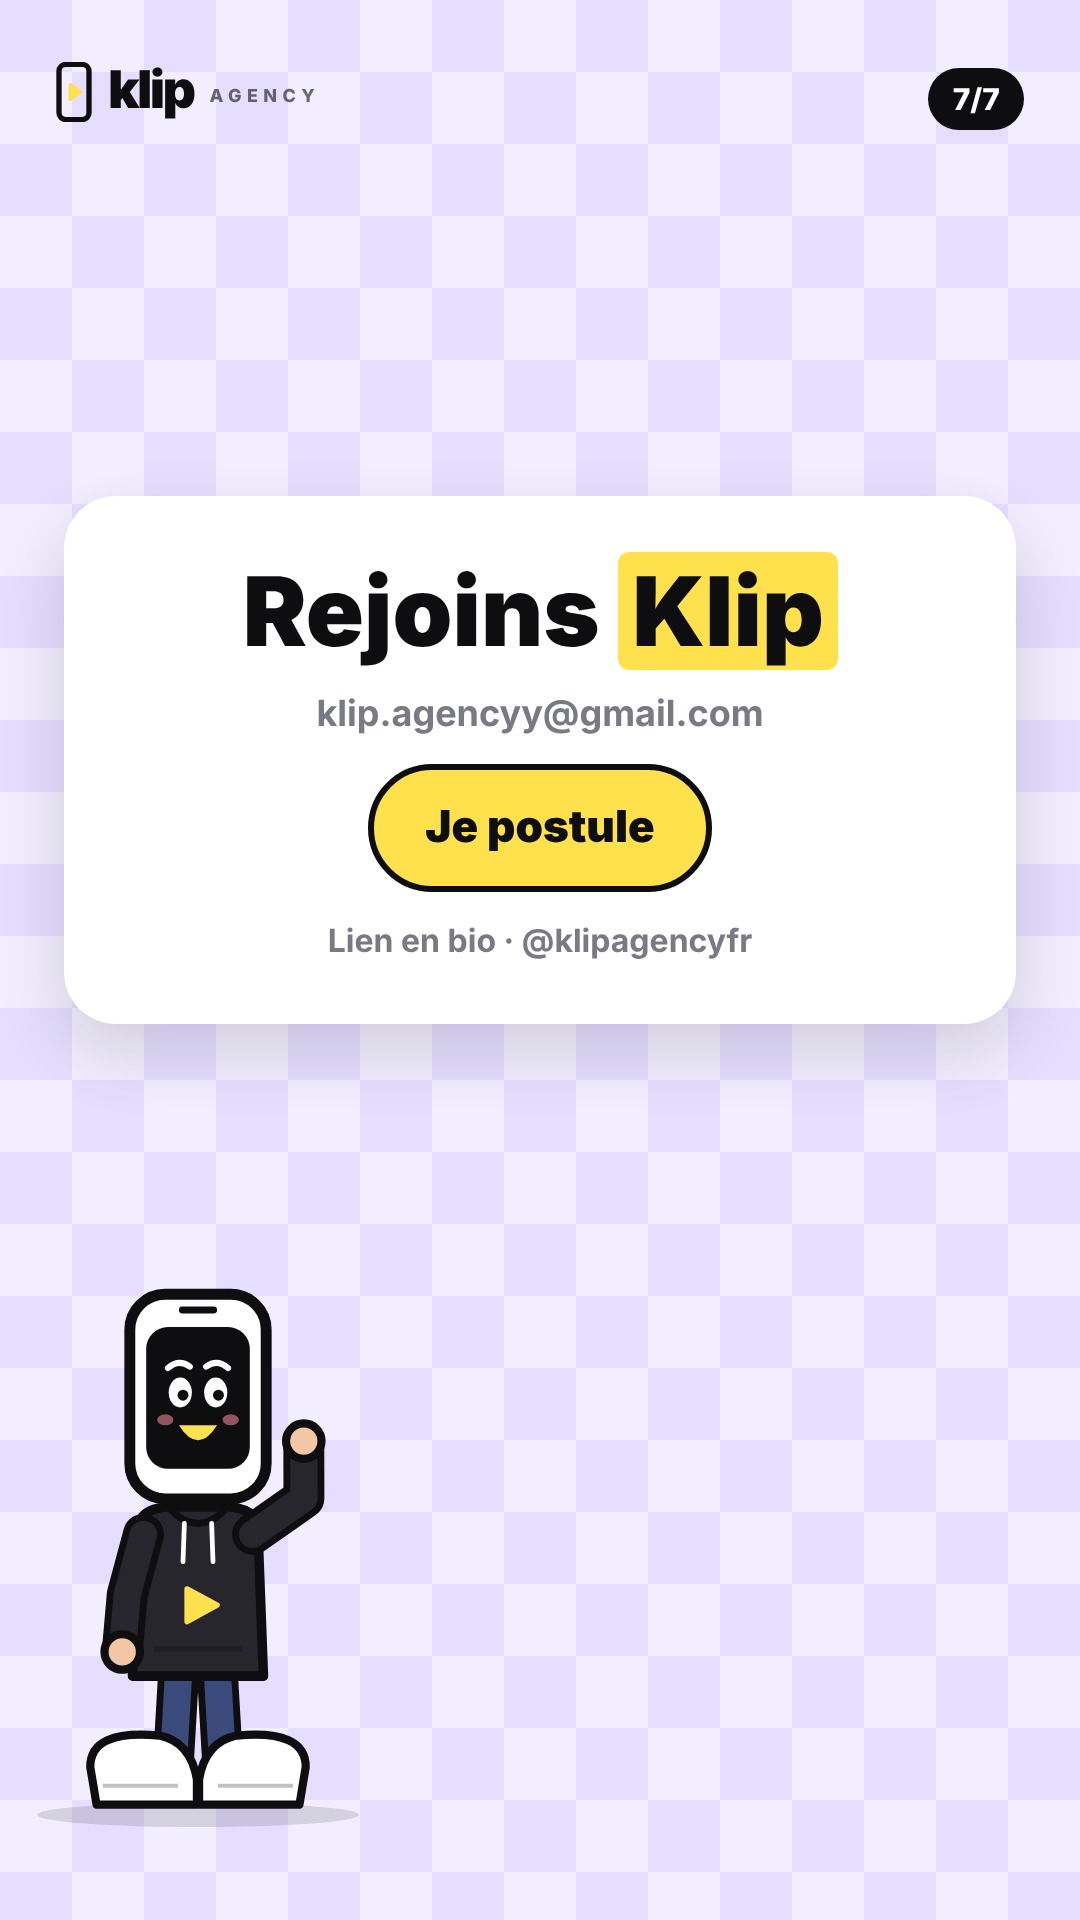 klip AGENCY
7/7
Rejoins Klip
klip.agencyy@gmail.com
Je postule
Lien en bio · @klipagencyfr